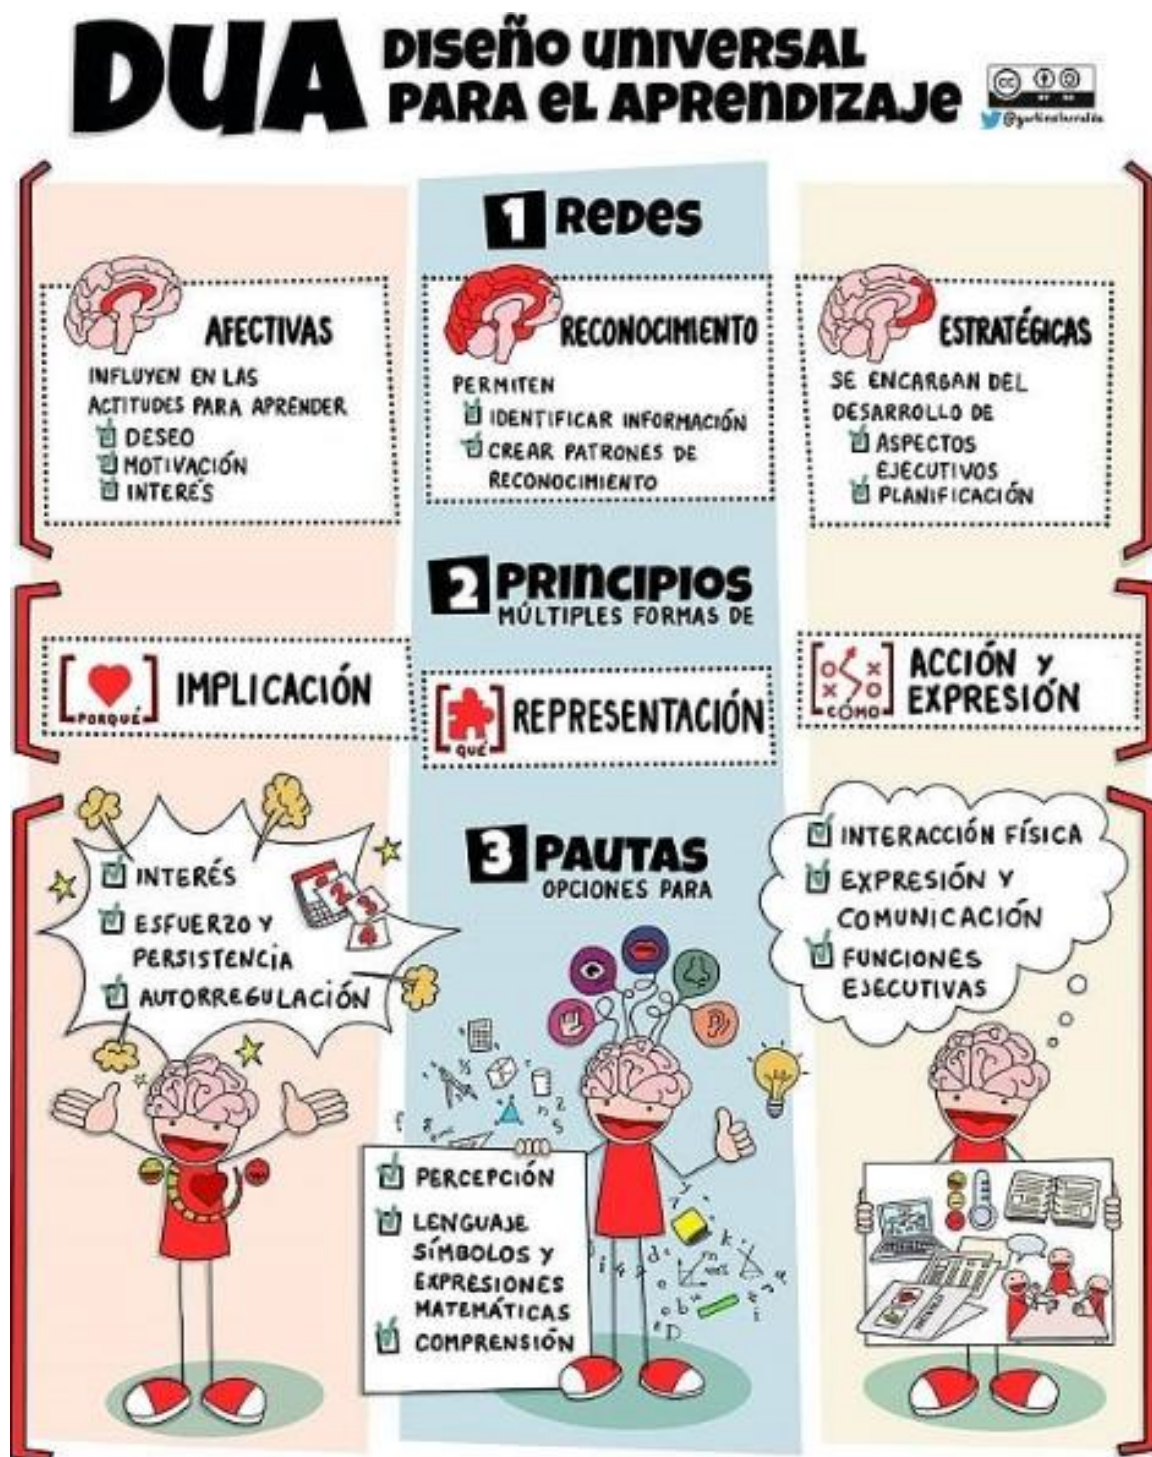 DUA
DISEÑO UNIVERSAL
PARA EL APRENDIZAJE
1 REDES
AFECTIVAS
INFLUYEN EN LAS
ACTITUDES PARA APRENDER
DESEO
MOTIVACIÓN
INTERÉS
RECONOCIMIENTO
PERMITEN
IDENTIFICAR INFORMACIÓN
CREAR PATRONES DE
RECONOCIMIENTO
ESTRATÉGICAS
SE ENCARGAN DEL
DESARROLLO DE
ASPECTOS
EJECUTIVOS
PLANIFICACIÓN
2 PRINCIPIOS
MÚLTIPLES FORMAS DE
PORQUÉ
IMPLICACIÓN
QUÉ
REPRESENTACIÓN
CÓMO
ACCIÓN Y
EXPRESIÓN
3 PAUTAS
OPCIONES PARA
INTERÉS
ESFUERZO Y
PERSISTENCIA
AUTORREGULACIÓN
2
3
4
PERCEPCIÓN
LENGUAJE
SÍMBOLOS Y
EXPRESIONES
MATEMÁTICAS
COMPRENSIÓN
INTERACCIÓN FÍSICA
EXPRESIÓN Y
COMUNICACIÓN
FUNCIONES
EJECUTIVAS